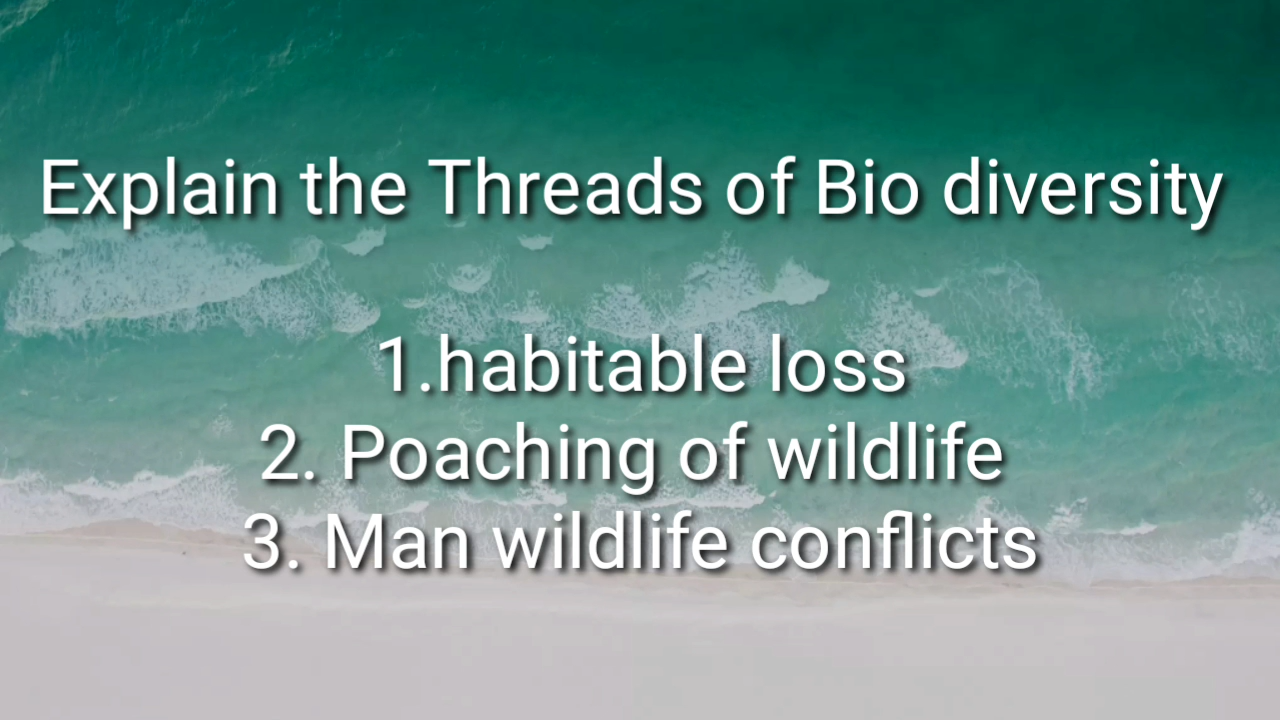 Explain the Threads of Bio diversity
1.habitable loss
2. Poaching of wildlife
3. Man wildlife conflicts